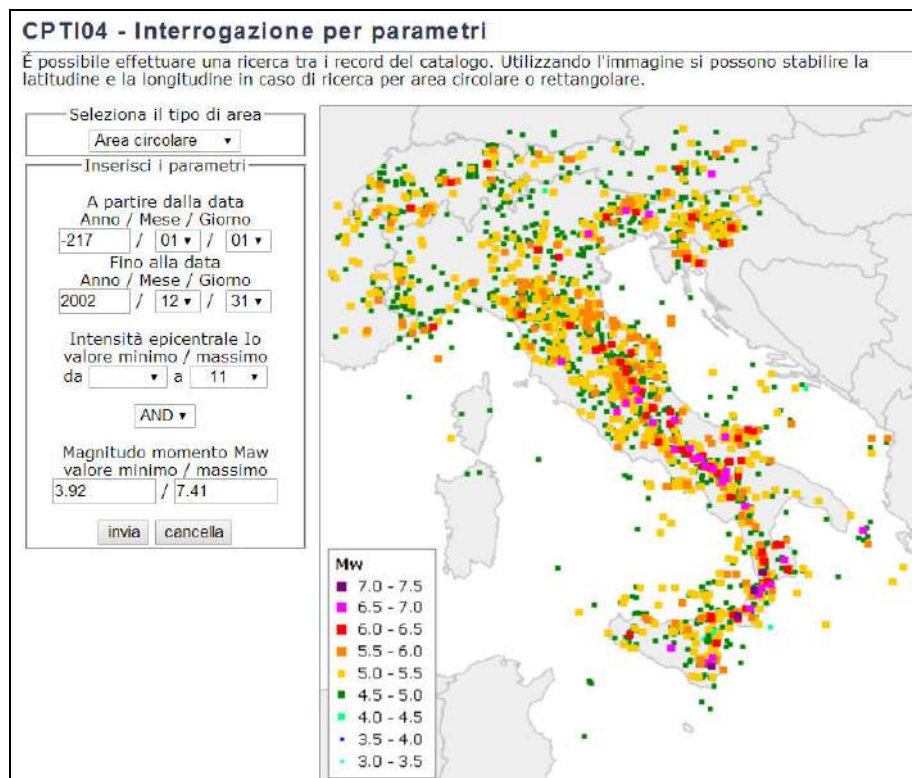 CPTI04 - Interrogazione per parametri
É possibile effettuare una ricerca tra i record del catalogo. Utilizzando l'immagine si possono stabilire la
latitudine e la longitudine in caso di ricerca per area circolare o rettangolare.
Seleziona il tipo di area
Area circolare
Inserisci i parametri
A partire dalla data
Anno / Mese / Giorno
-217 / 01 / 01
Fino alla data
Anno / Mese / Giorno
2002 / 12 / 31
Intensità epicentrale Io
valore minimo / massimo
da a 11
AND
Magnitudo momento Maw
valore minimo / massimo
3.92 / 7.41
invia cancella
Mw
7.0 - 7.5
6.5 - 7.0
6.0 - 6.5
5.5 - 6.0
5.0 - 5.5
4.5 - 5.0
4.0 - 4.5
3.5 - 4.0
3.0 - 3.5